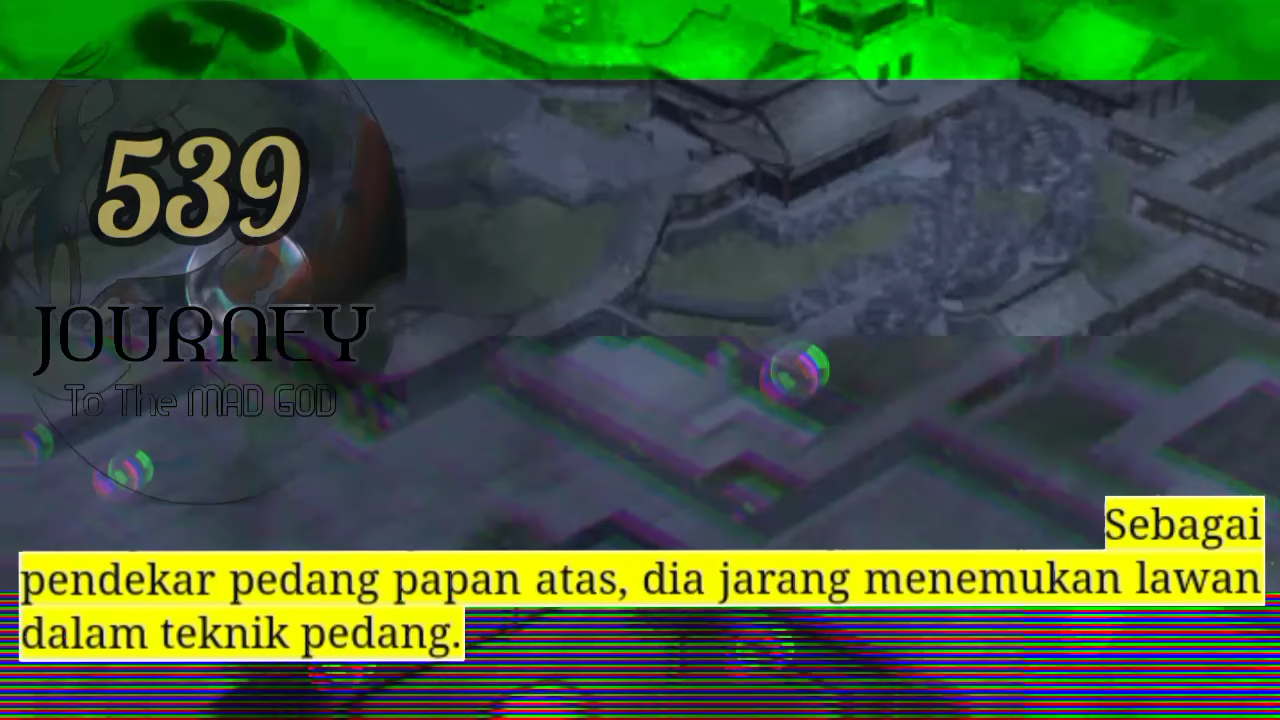 539
JOURNEY
To The MAD GOD
Sebagai
pendekar pedang papan atas, dia jarang menemukan lawan
dalam teknik pedang.